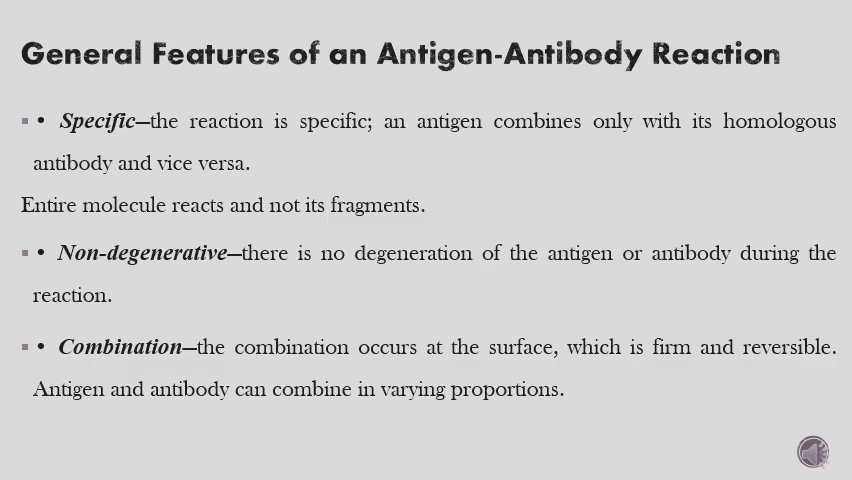 General Features of an Antigen-Antibody Reaction
▪ • Specific—the reaction is specific; an antigen combines only with its homologous
antibody and vice versa.
Entire molecule reacts and not its fragments.
▪ • Non-degenerative—there is no degeneration of the antigen or antibody during the
reaction.
▪ • Combination—the combination occurs at the surface, which is firm and reversible.
Antigen and antibody can combine in varying proportions.